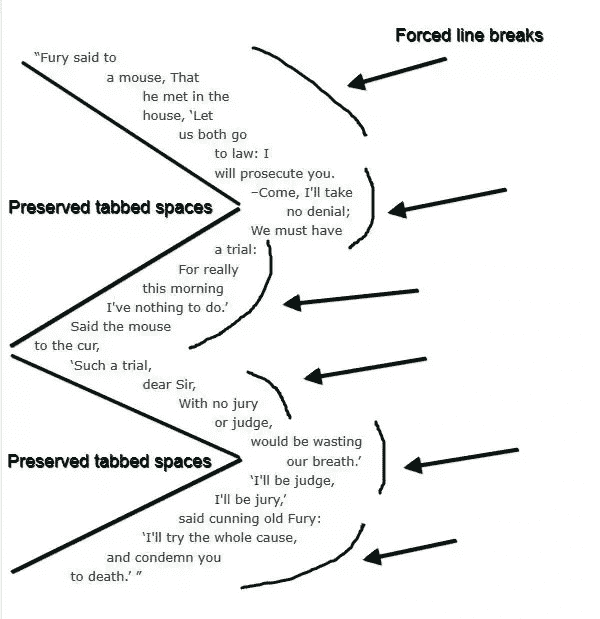 Forced line breaks
“Fury said to
a mouse, That
he met in the
house, ‘Let
us both go
to law: I
will prosecute you.
–Come, I'll take
Preserved tabbed spaces
no denial;
We must have
a trial:
For really
this morning
I've nothing to do.’
Said the mouse
to the cur,
‘Such a trial,
dear Sir,
With no jury
or judge,
would be wasting
Preserved tabbed spaces
our breath.’
‘I'll be judge,
I'll be jury,’
said cunning old Fury:
‘I'll try the whole cause,
and condemn you
to death.’ ”